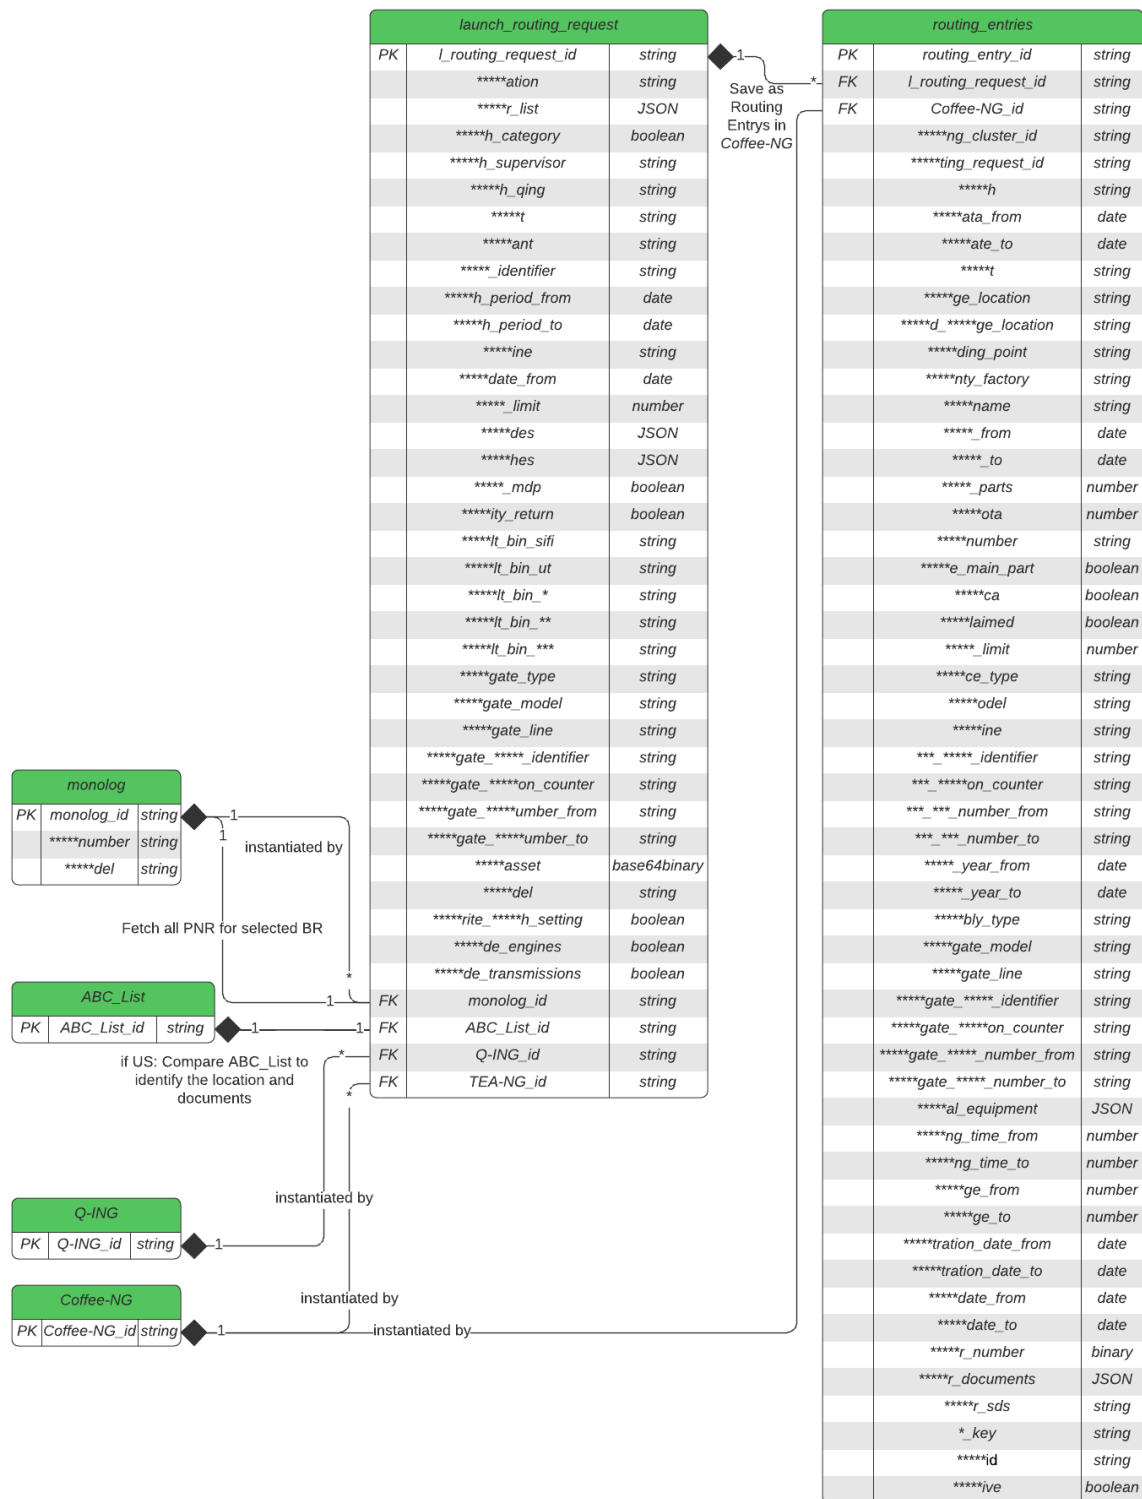 launch_routing_request
PK l_routing_request_id string
*****ation string
*****r_list JSON
*****h_category boolean
*****h_supervisor string
*****h_qing string
*****t string
*****ant string
*****_identifier string
*****h_period_from date
*****h_period_to date
*****ine string
*****date_from date
*****_limit number
*****des JSON
*****hes JSON
*****_mdp boolean
*****ity_return boolean
*****lt_bin_sifi string
*****lt_bin_ut string
*****lt_bin_* string
*****lt_bin_** string
*****lt_bin_*** string
*****gate_type string
*****gate_model string
*****gate_line string
*****gate_*****_identifier string
*****gate_*****on_counter string
*****gate_*****umber_from string
*****gate_*****umber_to string
*****asset base64binary
*****del string
*****rite_*****h_setting boolean
*****de_engines boolean
*****de_transmissions boolean
FK monolog_id string
FK ABC_List_id string
FK Q-ING_id string
FK TEA-NG_id string
1
*
Save as
Routing
Entrys in
Coffee-NG
routing_entries
PK routing_entry_id string
FK l_routing_request_id string
FK Coffee-NG_id string
*****ng_cluster_id string
*****ting_request_id string
*****h string
*****ata_from date
*****ate_to date
*****t string
*****ge_location string
*****d_*****ge_location string
*****ding_point string
*****nty_factory string
*****name string
*****_from date
*****_to date
*****_parts number
*****ota number
*****number string
*****e_main_part boolean
*****ca boolean
*****laimed boolean
*****_limit number
*****ce_type string
*****odel string
*****ine string
***_*****_identifier string
***_*****on_counter string
***_***_number_from string
***_***_number_to string
*****_year_from date
*****_year_to date
*****bly_type string
*****gate_model string
*****gate_line string
*****gate_*****_identifier string
*****gate_*****on_counter string
*****gate_*****_number_from string
*****gate_*****_number_to string
*****al_equipment JSON
*****ng_time_from number
*****ng_time_to number
*****ge_from number
*****ge_to number
*****tration_date_from date
*****tration_date_to date
*****date_from date
*****date_to date
*****r_number binary
*****r_documents JSON
*****r_sds string
*_key string
*****id string
*****ive boolean
monolog
PK monolog_id string
*****number string
*****del string
1
1
instantiated by
Fetch all PNR for selected BR
*
1
ABC_List
PK ABC_List_id string
1
1
if US: Compare ABC_List to
identify the location and
documents
*
*
Q-ING
PK Q-ING_id string
1
instantiated by
Coffee-NG
PK Coffee-NG_id string
1
instantiated by
instantiated by